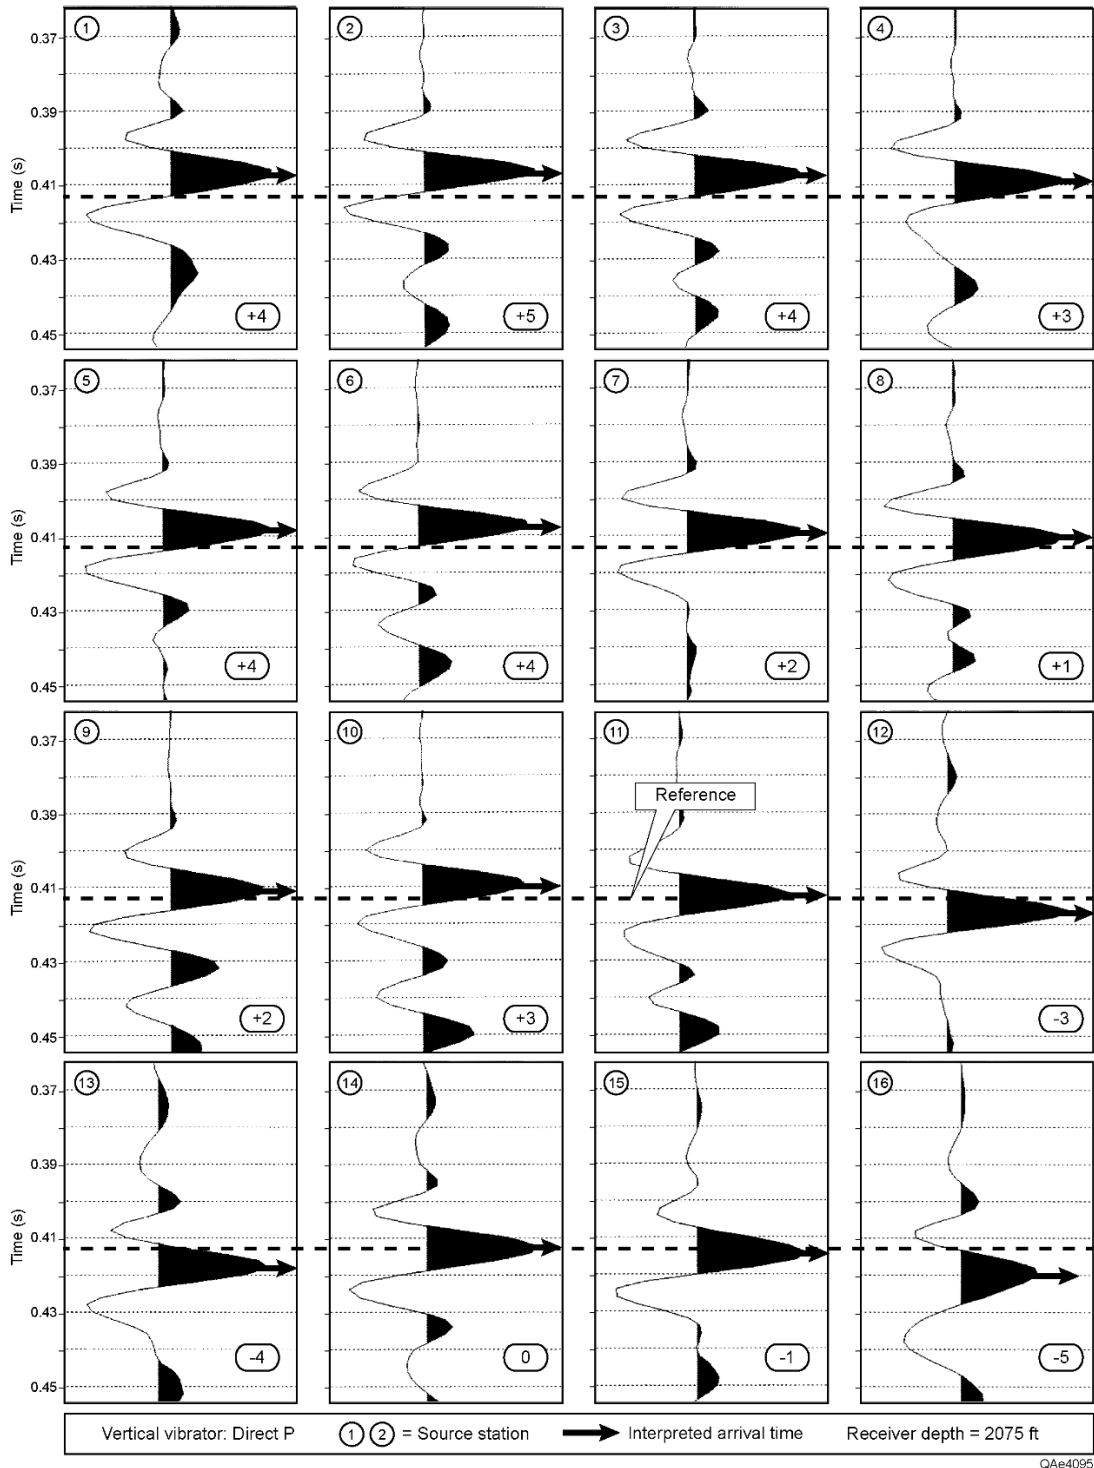 1 2 3 4
0.37
0.39
Time (s)
0.41
0.43
0.45
+4 +5 +4 +3
5 6 7 8
0.37
0.39
Time (s)
0.41
0.43
0.45
+4 +4 +2 +1
9 10 11 12
0.37
Reference
0.39
Time (s)
0.41
0.43
0.45
+2 +3 -3
13 14 15 16
0.37
0.39
Time (s)
0.41
0.43
0.45
-4 0 -1 -5
Vertical vibrator: Direct P 1 2 = Source station Interpreted arrival time Receiver depth = 2075 ft
QAe4095